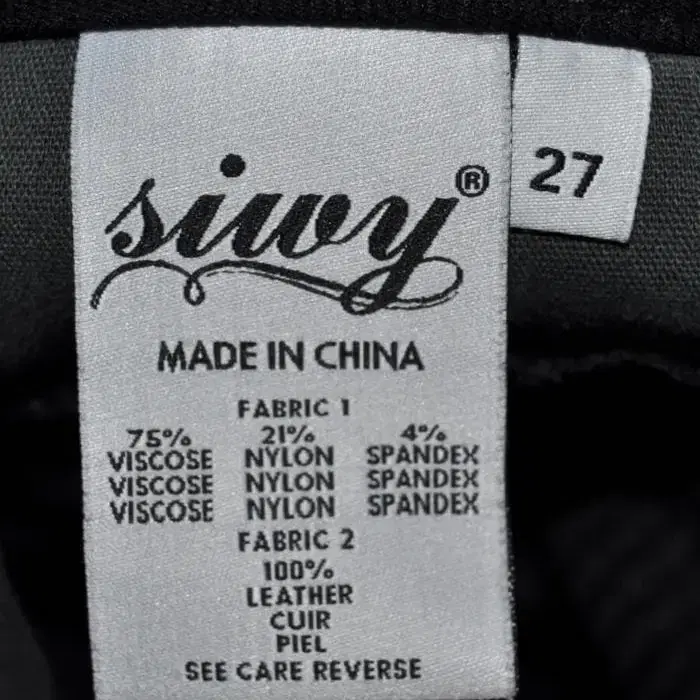 siwy®
27
MADE IN CHINA
FABRIC 1
75% 21% 4%
VISCOSE NYLON SPANDEX
VISCOSE NYLON SPANDEX
VISCOSE NYLON SPANDEX
FABRIC 2
100%
LEATHER
CUIR
PIEL
SEE CARE REVERSE